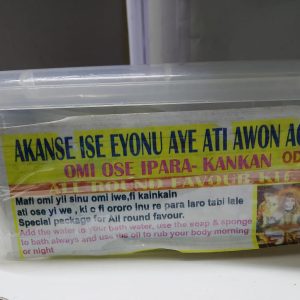 AKANSE ISE EYONU AYE ATI AWON
OMI OSE IPARA- KANKAN
ALL ROUND FAVOUR KIT
Mafi omi yii sinu omi iwe,fi kainkain
ati ose yi we , ki o fi ororo inu re para laro tabi lale
Special package for All round favour.
Add the water to your bath water, use the soap & sponge
to bath always and use the oil to rub your body morning
or night